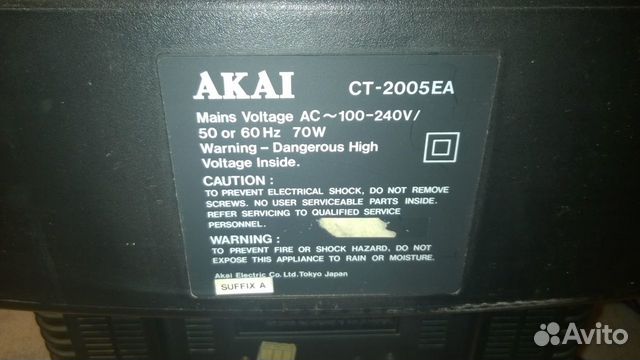 AKAI CT-2005EA
Mains Voltage AC~100-240V/
50 or 60Hz 70W
Warning - Dangerous High
Voltage Inside.
CAUTION :
TO PREVENT ELECTRICAL SHOCK, DO NOT REMOVE
SCREWS. NO USER SERVICEABLE PARTS INSIDE.
REFER SERVICING TO QUALIFIED SERVICE
PERSONNEL.
WARNING :
TO PREVENT FIRE OR SHOCK HAZARD, DO NOT
EXPOSE THIS APPLIANCE TO RAIN OR MOISTURE.
Akai Electric Co. Ltd. Tokyo Japan
SUFFIX A
Avito